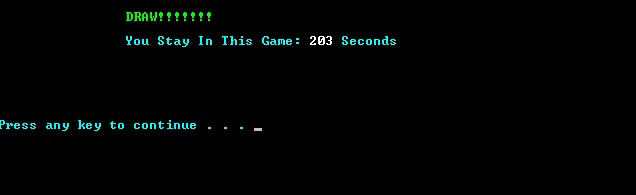 DRAW!!!!!!!
You Stay In This Game: 203 Seconds
Press any key to continue . . . _